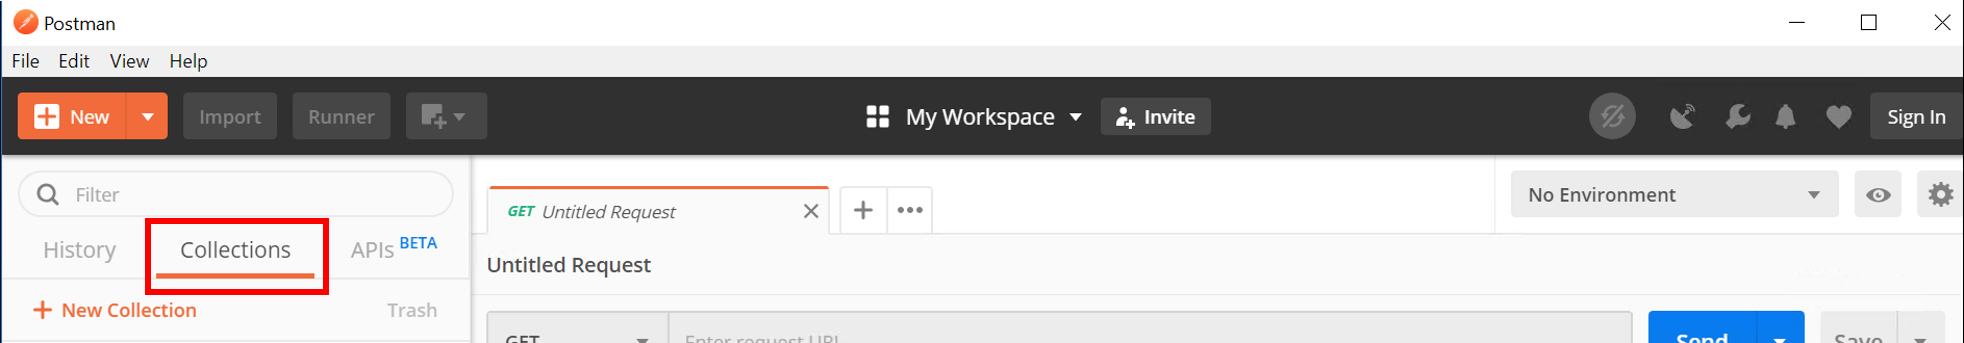 Postman
File Edit View Help
New Import Runner My Workspace Invite Sign In
Filter
History Collections APIs BETA
New Collection Trash
GET Untitled Request
No Environment
Untitled Request
GET Enter request URL Send Save